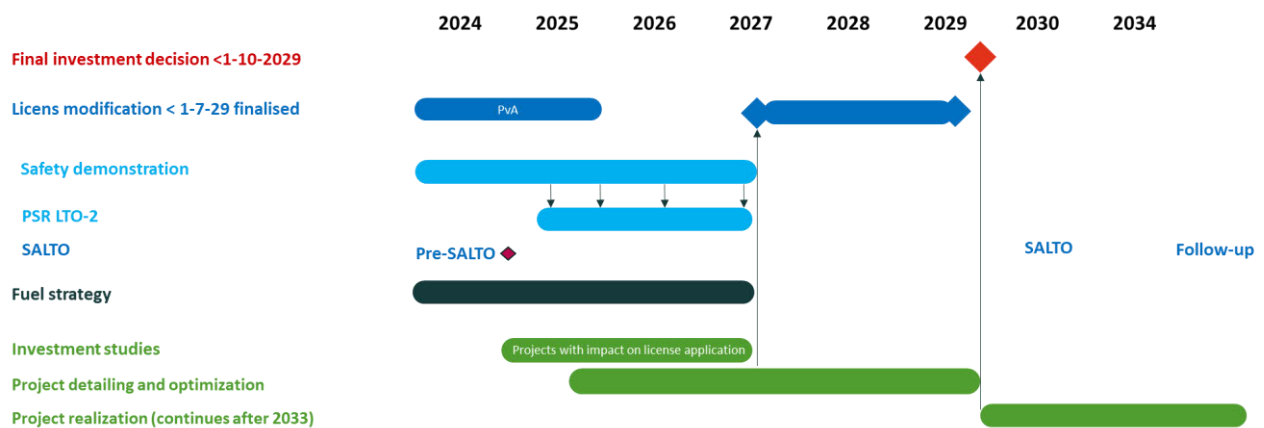 2024 2025 2026 2027 2028 2029 2030 2034
Final investment decision <1-10-2029
Licens modification < 1-7-29 finalised
PvA
Safety demonstration
PSR LTO-2
SALTO
Pre-SALTO
SALTO
Follow-up
Fuel strategy
Investment studies
Projects with impact on license application
Project detailing and optimization
Project realization (continues after 2033)